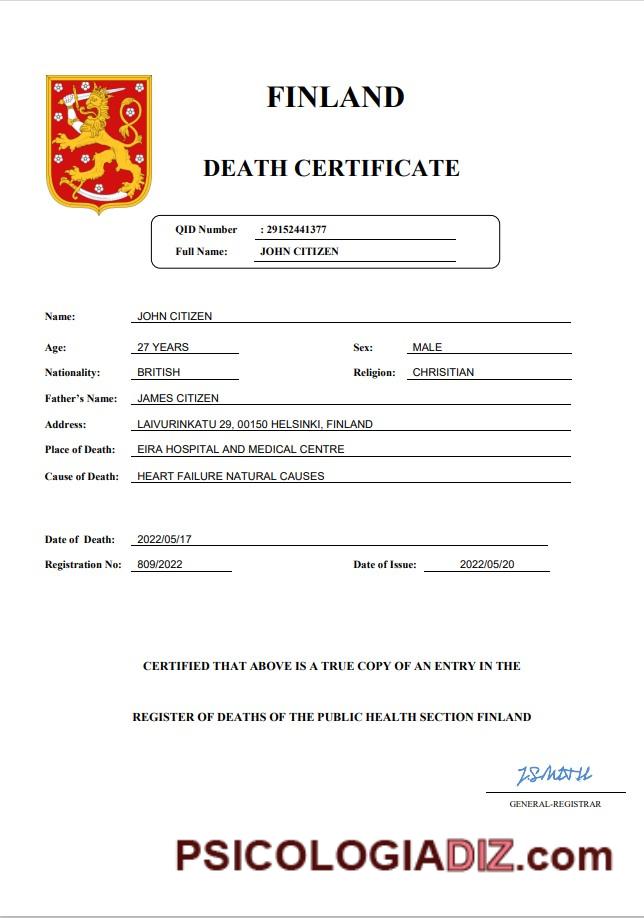 FINLAND
DEATH CERTIFICATE
QID Number : 29152441377
Full Name: JOHN CITIZEN
Name: JOHN CITIZEN
Age: 27 YEARS Sex: MALE
Nationality: BRITISH Religion: CHRISITIAN
Father's Name: JAMES CITIZEN
Address: LAIVURINKATU 29, 00150 HELSINKI, FINLAND
Place of Death: EIRA HOSPITAL AND MEDICAL CENTRE
Cause of Death: HEART FAILURE NATURAL CAUSES
Date of Death: 2022/05/17
Registration No: 809/2022 Date of Issue: 2022/05/20
CERTIFIED THAT ABOVE IS A TRUE COPY OF AN ENTRY IN THE
REGISTER OF DEATHS OF THE PUBLIC HEALTH SECTION FINLAND
GENERAL-REGISTRAR
PSICOLOGIADIZ.com